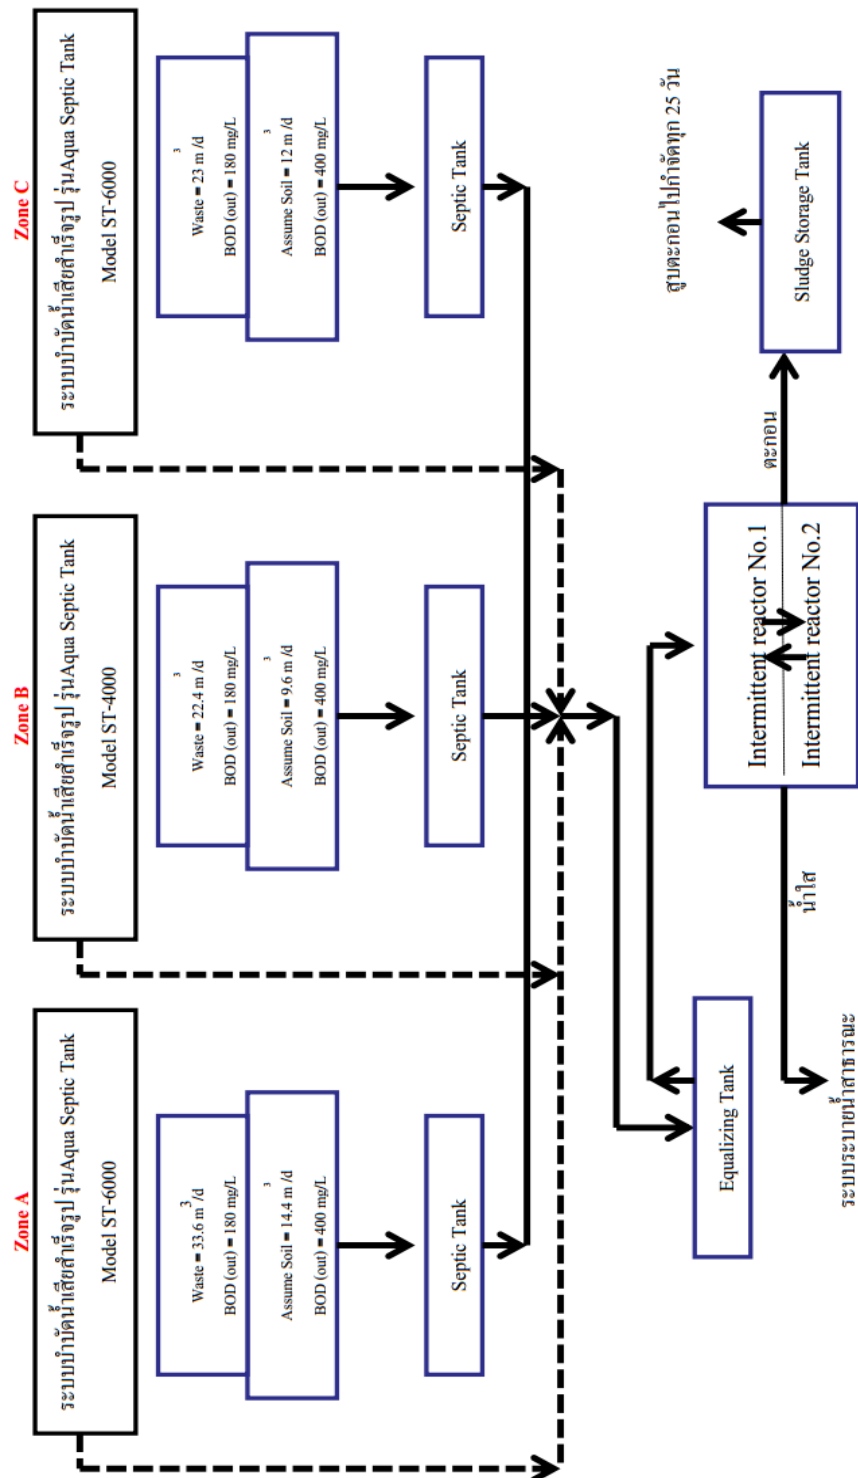 Zone A
ระบบบำบัดน้ำเสียสำเร็จรูป รุ่นAqua Septic Tank
Model ST-6000
Waste = 33.6 m³/d
BOD (out) = 180 mg/L
Assume Soil = 14.4 m³/d
BOD (out) = 400 mg/L
Septic Tank
Zone B
ระบบบำบัดน้ำเสียสำเร็จรูป รุ่นAqua Septic Tank
Model ST-4000
Waste = 22.4 m³/d
BOD (out) = 180 mg/L
Assume Soil = 9.6 m³/d
BOD (out) = 400 mg/L
Septic Tank
Zone C
ระบบบำบัดน้ำเสียสำเร็จรูป รุ่นAqua Septic Tank
Model ST-6000
Waste = 23 m³/d
BOD (out) = 180 mg/L
Assume Soil = 12 m³/d
BOD (out) = 400 mg/L
Septic Tank
Equalizing Tank
Intermittent reactor No.1
Intermittent reactor No.2
น้ำใส
ระบบระบายน้ำสาธารณะ
ตะกอน
Sludge Storage Tank
สูบตะกอนไปกำจัดทุก 25 วัน